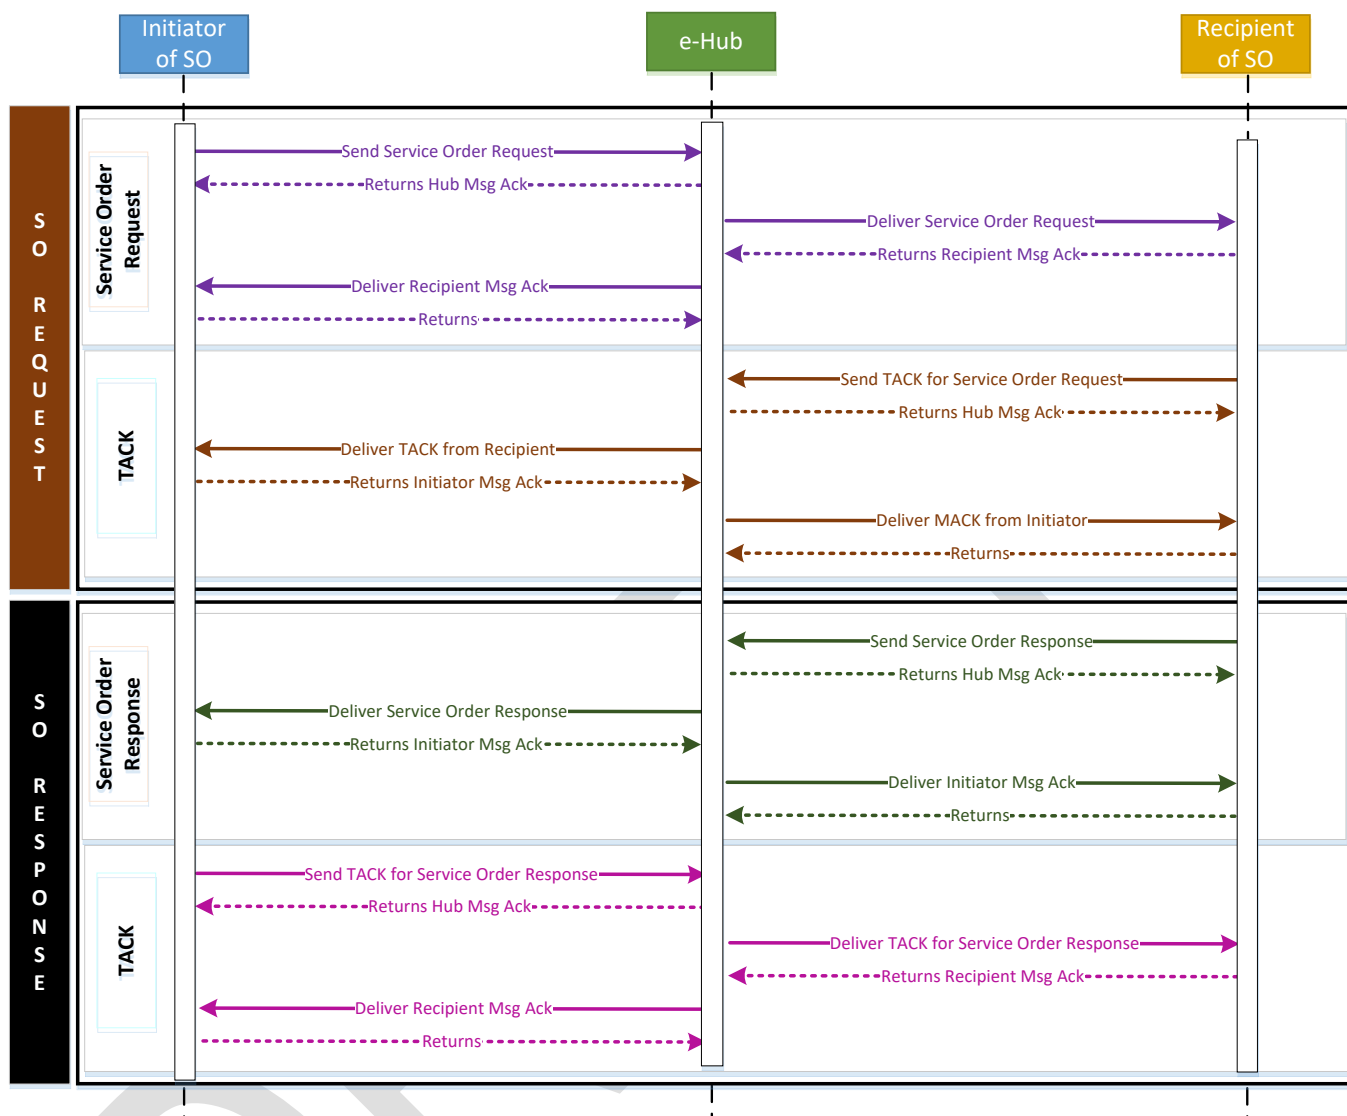 Initiator
of SO
e-Hub
Recipient
of SO
SO REQUEST
Service Order
Request
Send Service Order Request
Returns Hub Msg Ack
Deliver Service Order Request
Returns Recipient Msg Ack
Deliver Recipient Msg Ack
Returns
TACK
Send TACK for Service Order Request
Returns Hub Msg Ack
Deliver TACK from Recipient
Returns Initiator Msg Ack
Deliver MACK from Initiator
Returns
SO RESPONSE
Service Order
Response
Send Service Order Response
Returns Hub Msg Ack
Deliver Service Order Response
Returns Initiator Msg Ack
Deliver Initiator Msg Ack
Returns
TACK
Send TACK for Service Order Response
Returns Hub Msg Ack
Deliver TACK for Service Order Response
Returns Recipient Msg Ack
Deliver Recipient Msg Ack
Returns